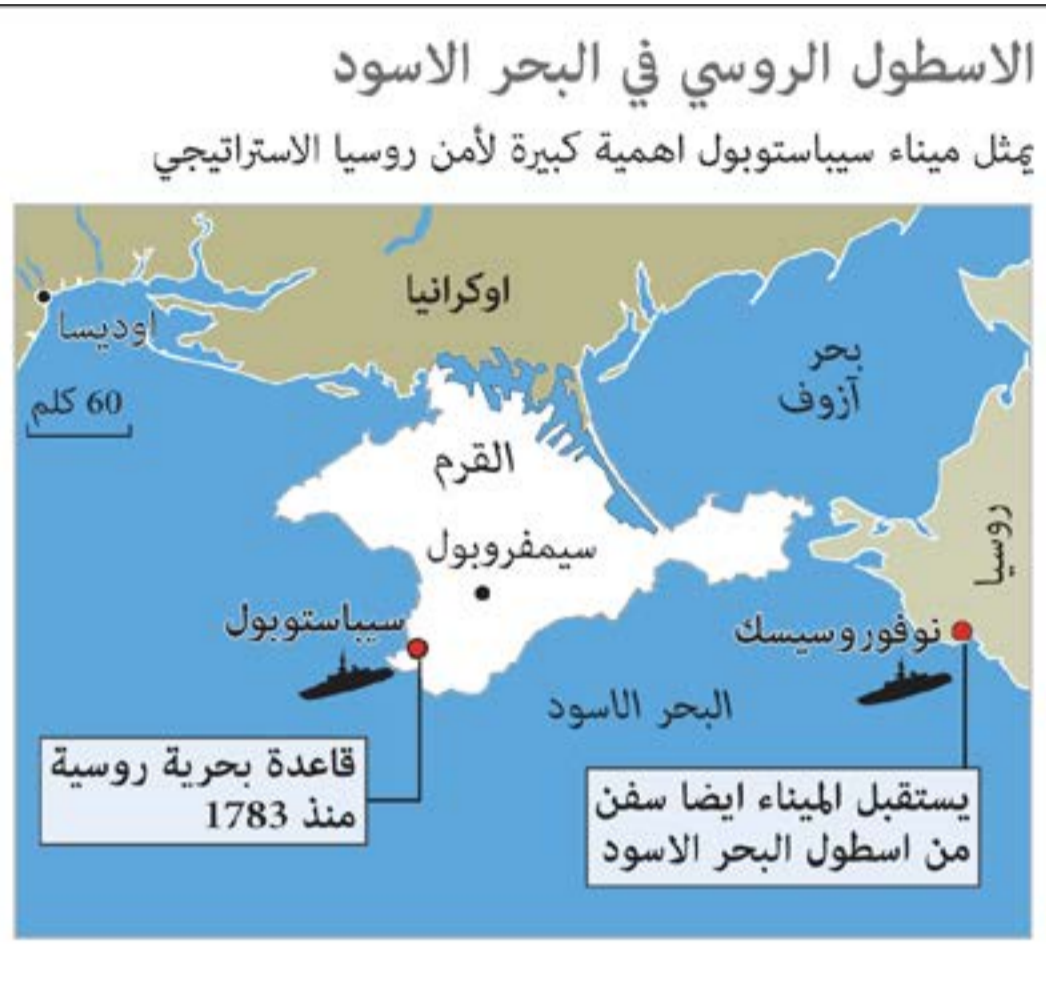 الاسطول الروسي في البحر الاسود
يمثل ميناء سيباستوبول اهمية كبيرة لأمن روسيا الاستراتيجي
اوكرانيا
اوديسا
بحر
آزوف
60 كلم
القرم
روسيا
سيمفروبول
سيباستوبول
نوفوروسيسك
البحر الاسود
قاعدة بحرية روسية
منذ 1783
يستقبل الميناء ايضا سفن
من اسطول البحر الاسود